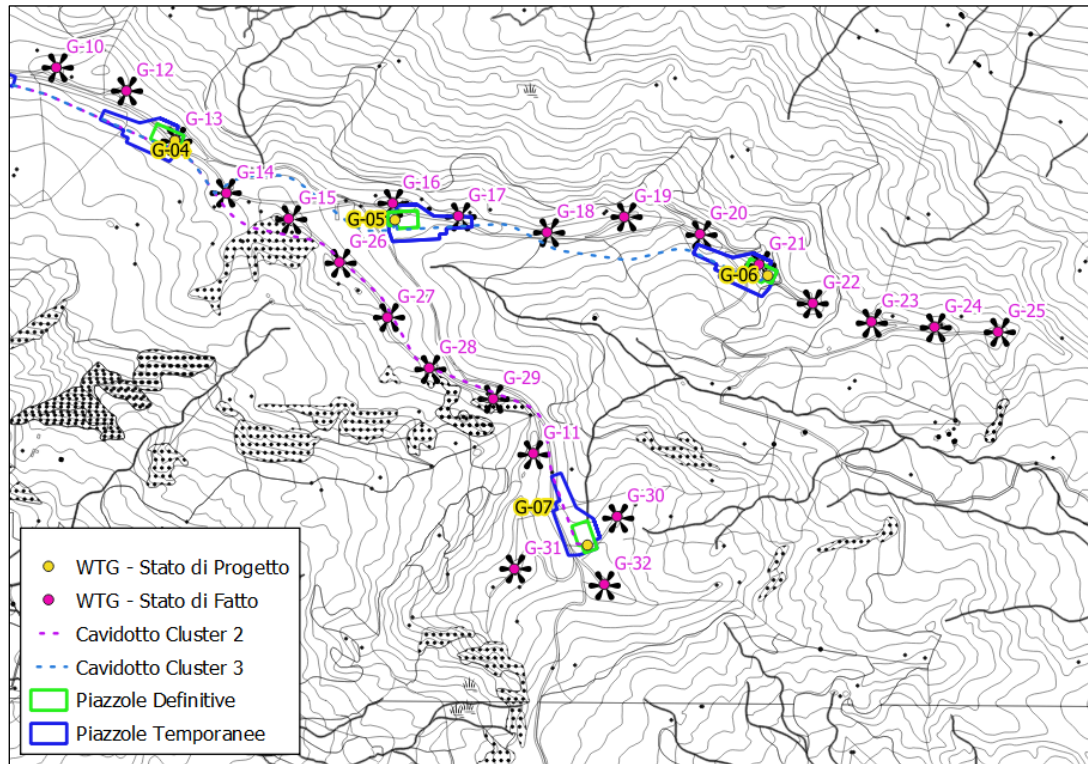 G-10
G-12
G-13
G-04
G-14
G-15
G-16
G-17
G-05
G-18
G-19
G-20
G-26
G-21
G-06
G-22
G-23
G-24
G-25
G-27
G-28
G-29
G-11
G-07
G-30
G-31
G-32
WTG - Stato di Progetto
WTG - Stato di Fatto
Cavidotto Cluster 2
Cavidotto Cluster 3
Piazzole Definitive
Piazzole Temporanee